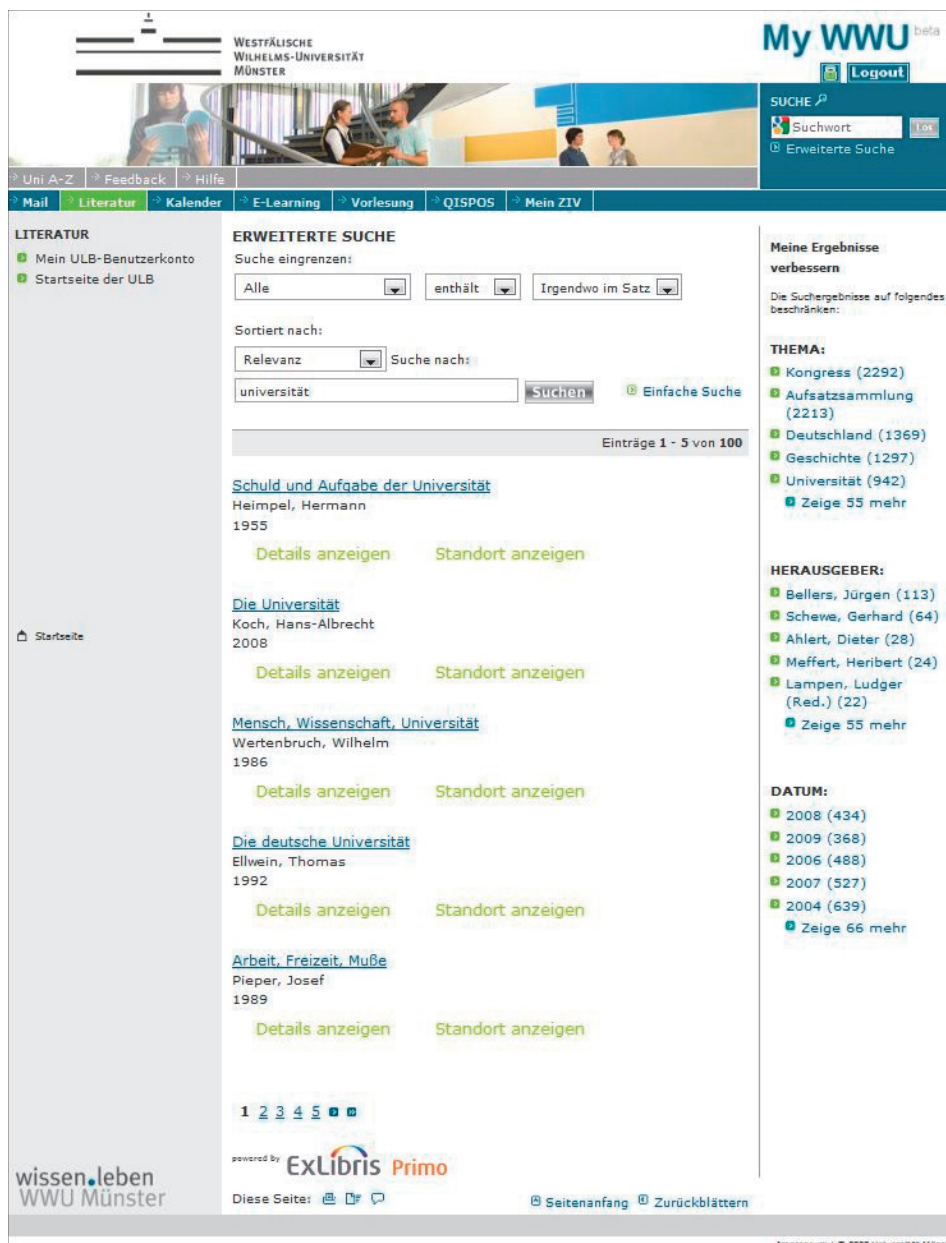 WESTFÄLISCHE
WILHELMS-UNIVERSITÄT
MÜNSTER
My WWU beta
Logout
SUCHE
Suchwort Los
Erweiterte Suche
Uni A-Z Feedback Hilfe
Mail Literatur Kalender E-Learning Vorlesung QISPOS Mein ZIV
LITERATUR
Mein ULB-Benutzerkonto
Startseite der ULB
Startseite
ERWEITERTE SUCHE
Suche eingrenzen:
Alle enthält Irgendwo im Satz
Sortiert nach:
Relevanz Suche nach:
universität Suchen Einfache Suche
Einträge 1 - 5 von 100
Schuld und Aufgabe der Universität
Heimpel, Hermann
1955
Details anzeigen Standort anzeigen
Die Universität
Koch, Hans-Albrecht
2008
Details anzeigen Standort anzeigen
Mensch, Wissenschaft, Universität
Wertenbruch, Wilhelm
1986
Details anzeigen Standort anzeigen
Die deutsche Universität
Ellwein, Thomas
1992
Details anzeigen Standort anzeigen
Arbeit, Freizeit, Muße
Pieper, Josef
1989
Details anzeigen Standort anzeigen
1 2 3 4 5
powered by ExLibris Primo
Diese Seite: Seitenanfang Zurückblättern
Meine Ergebnisse
verbessern
Die Suchergebnisse auf folgendes
beschränken:
THEMA:
Kongress (2292)
Aufsatzsammlung
(2213)
Deutschland (1369)
Geschichte (1297)
Universität (942)
Zeige 55 mehr
HERAUSGEBER:
Bellers, Jürgen (113)
Schewe, Gerhard (64)
Ahlert, Dieter (28)
Meffert, Heribert (24)
Lampen, Ludger
(Red.) (22)
Zeige 55 mehr
DATUM:
2008 (434)
2009 (368)
2006 (488)
2007 (527)
2004 (639)
Zeige 66 mehr
wissen.leben
WWU Münster